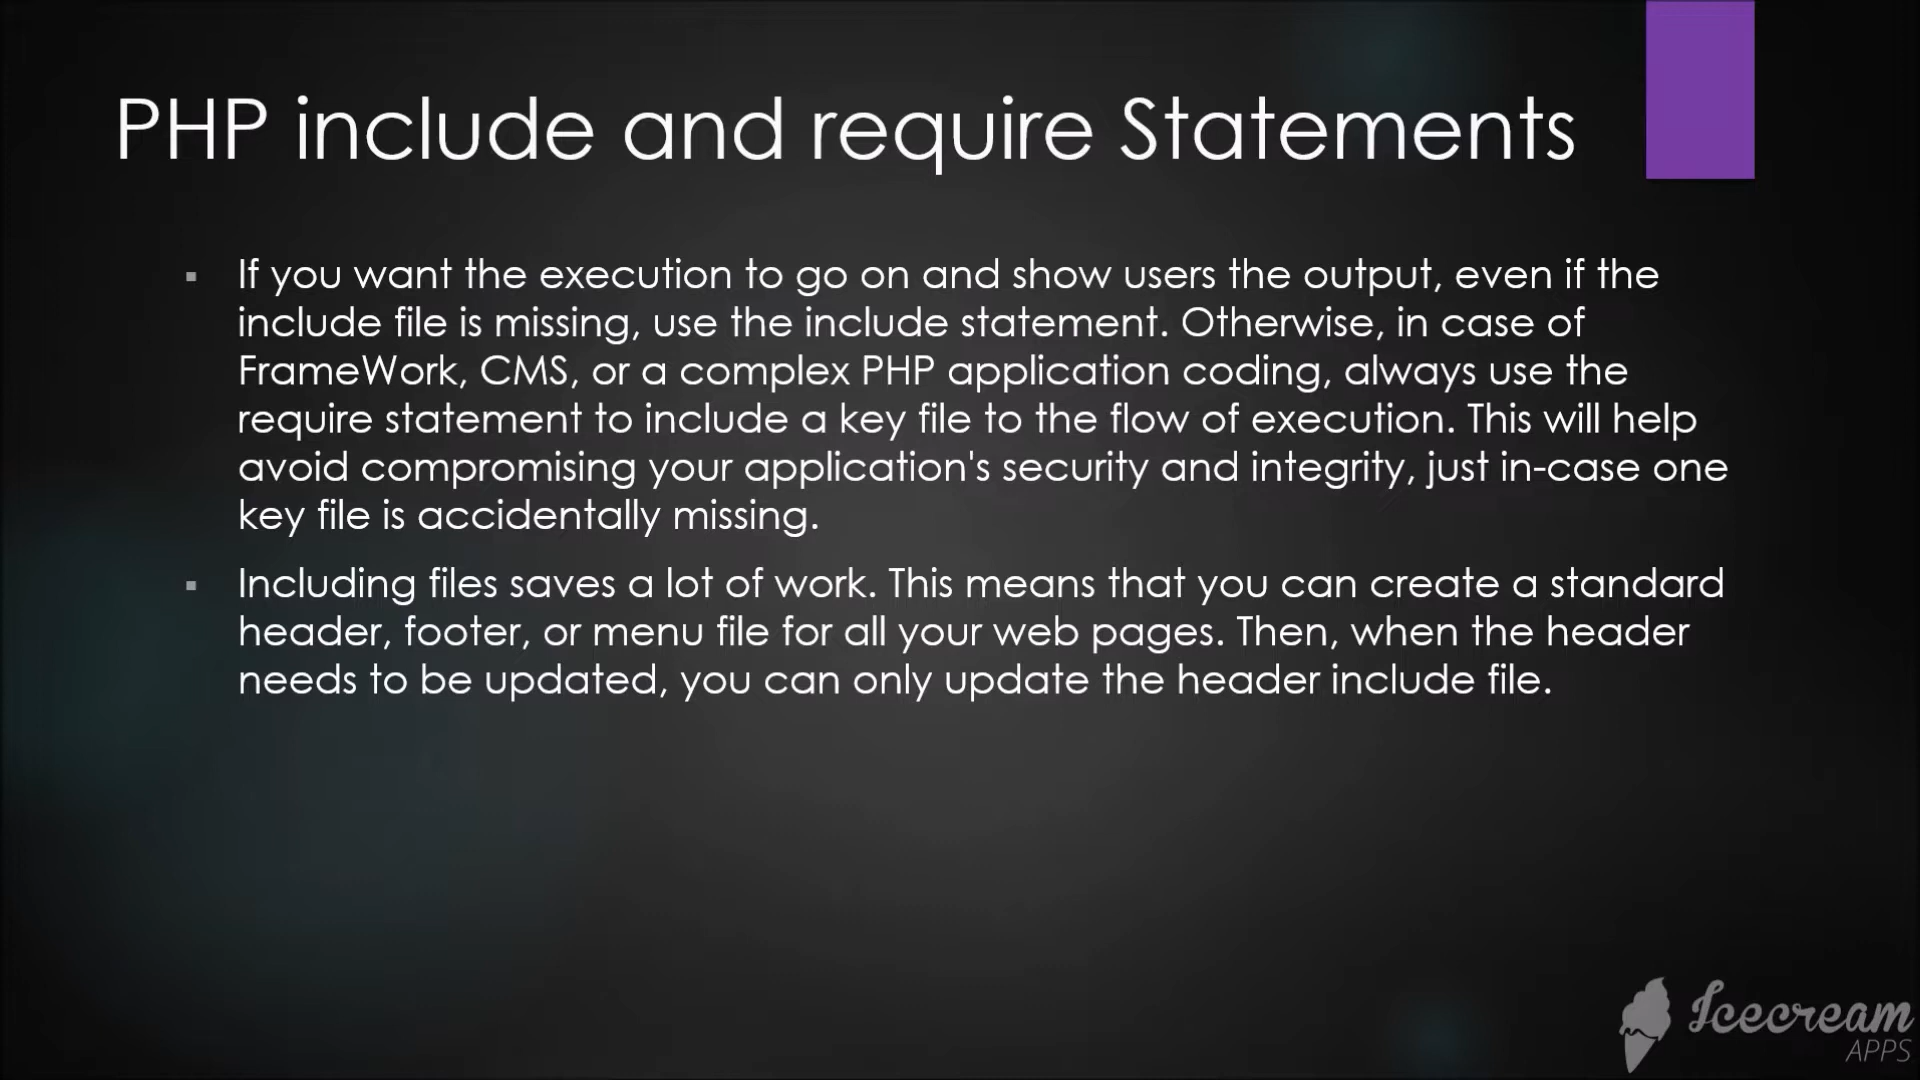 PHP include and require Statements
If you want the execution to go on and show users the output, even if the
include file is missing, use the include statement. Otherwise, in case of
FrameWork, CMS, or a complex PHP application coding, always use the
require statement to include a key file to the flow of execution. This will help
avoid compromising your application's security and integrity, just in-case one
key file is accidentally missing.
Including files saves a lot of work. This means that you can create a standard
header, footer, or menu file for all your web pages. Then, when the header
needs to be updated, you can only update the header include file.
Icecream
APPS